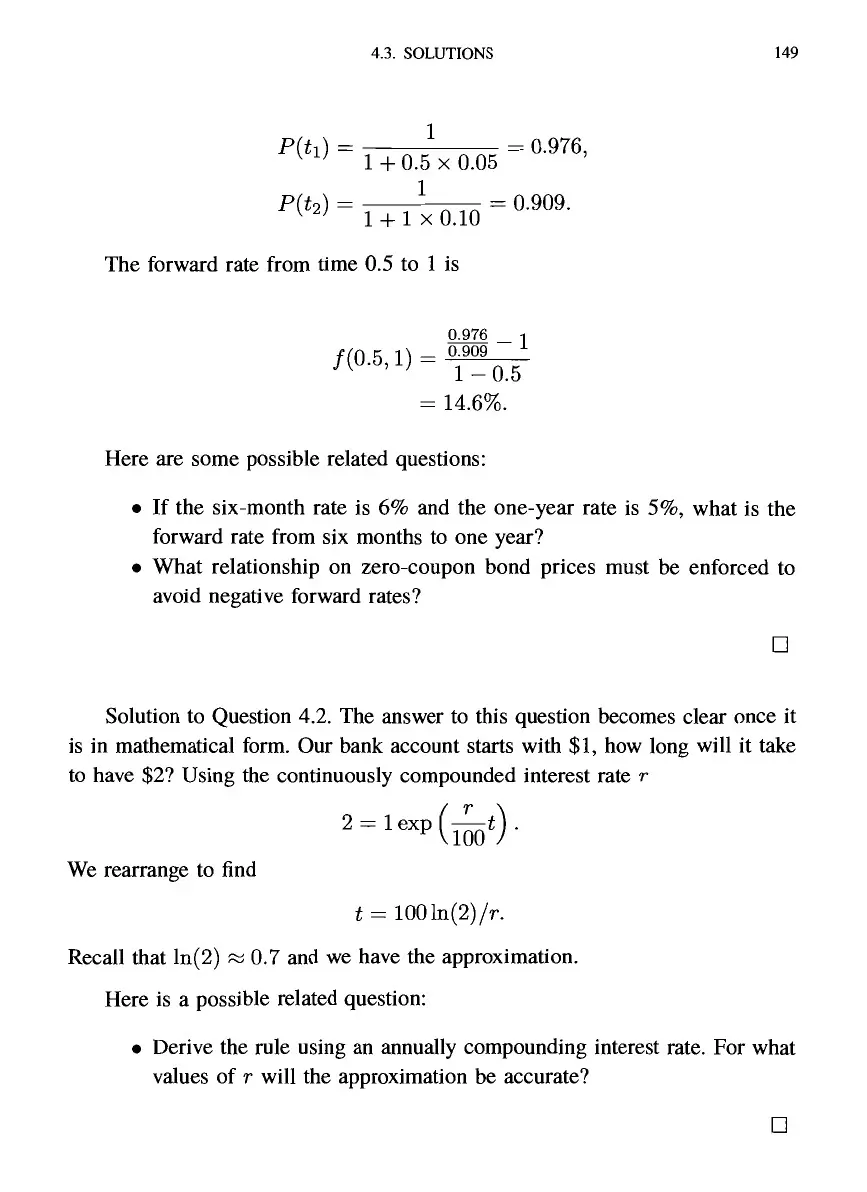 4.3. SOLUTIONS 149
P(t₁) = 1 / (1 + 0.5 × 0.05) = 0.976,
P(t₂) = 1 / (1 + 1 × 0.10) = 0.909.
The forward rate from time 0.5 to 1 is
f(0.5, 1) = (0.976/0.909 − 1) / (1 − 0.5)
= 14.6%.
Here are some possible related questions:
• If the six-month rate is 6% and the one-year rate is 5%, what is the
forward rate from six months to one year?
• What relationship on zero-coupon bond prices must be enforced to
avoid negative forward rates?
□
Solution to Question 4.2. The answer to this question becomes clear once it
is in mathematical form. Our bank account starts with $1, how long will it take
to have $2? Using the continuously compounded interest rate r
2 = 1 exp (r/100 t).
We rearrange to find
t = 100 ln(2)/r.
Recall that ln(2) ≈ 0.7 and we have the approximation.
Here is a possible related question:
• Derive the rule using an annually compounding interest rate. For what
values of r will the approximation be accurate?
□